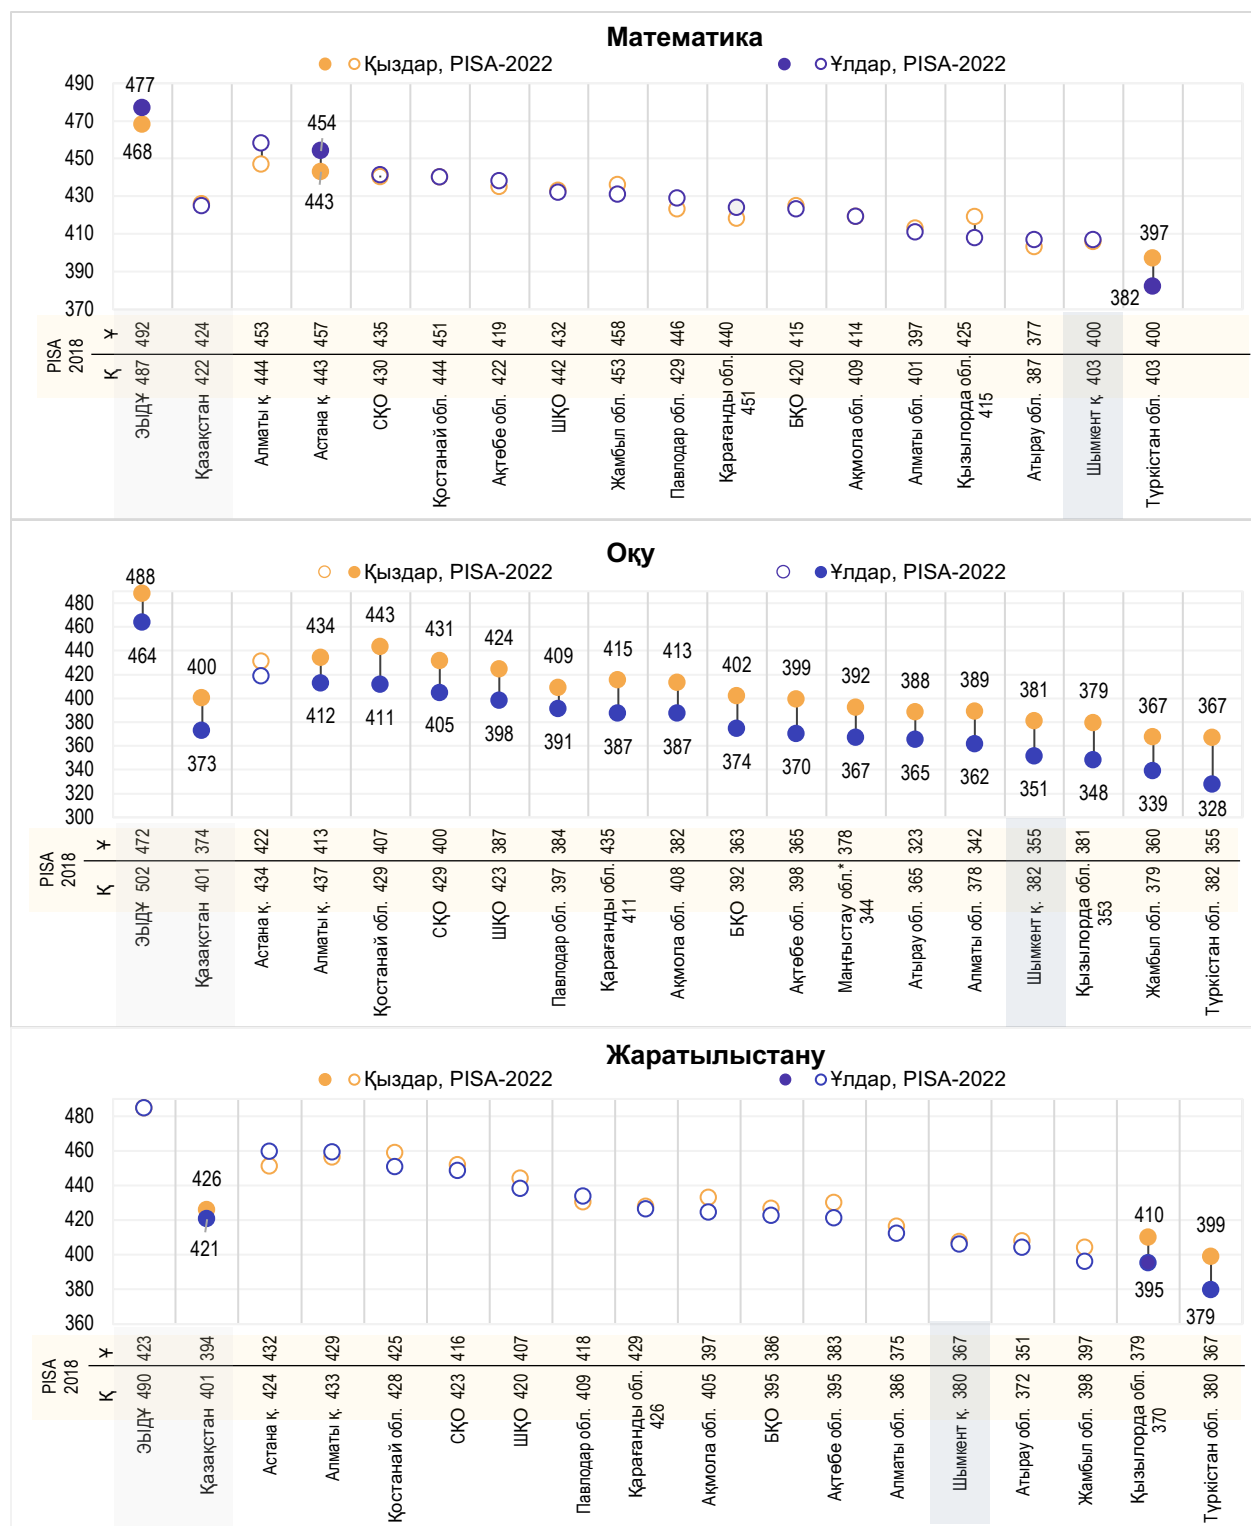 Математика
Қыздар, PISA-2022
Ұлдар, PISA-2022
490
470
450
430
410
390
370
477
468
454
443
397
382
PISA 2018
Ұ 492 424 453 457 435 451 419 432 458 446 440 415 414 397 425 377 400 400
Қ
ЭЫДҰ 487
Қазақстан 422
Алматы қ. 444
Астана қ. 443
СҚО 430
Қостанай обл. 444
Ақтөбе обл. 422
ШҚО 442
Жамбыл обл. 453
Павлодар обл. 429
Қарағанды обл. 451
БҚО 420
Ақмола обл. 409
Алматы обл. 401
Қызылорда обл. 415
Атырау обл. 387
Шымкент қ. 403
Түркістан обл. 403
Оқу
Қыздар, PISA-2022
Ұлдар, PISA-2022
480
460
440
420
400
380
360
340
320
300
488 400 434 443 431 424 409 415 413 402 399 392 388 389 381 379 367 367
464 373 412 411 405 398 391 387 387 374 370 367 365 362 351 348 339 328
PISA 2018
Ұ 472 374 422 413 407 400 387 384 435 382 363 365 378 323 342 355 381 360 355
Қ
ЭЫДҰ 502
Қазақстан 401
Астана қ. 434
Алматы қ. 437
Қостанай обл. 429
СҚО 429
ШҚО 423
Павлодар обл. 397
Қарағанды обл. 411
Ақмола обл. 408
БҚО 392
Ақтөбе обл. 398
Маңғыстау обл.* 344
Атырау обл. 365
Алматы обл. 378
Шымкент қ. 382
Қызылорда обл. 353
Жамбыл обл. 379
Түркістан обл. 382
Жаратылыстану
Қыздар, PISA-2022
Ұлдар, PISA-2022
480
460
440
420
400
380
360
426
421
410
395
399
379
PISA 2018
Ұ 423 394 432 429 425 416 407 418 429 397 386 383 375 367 351 397 379 367
Қ
ЭЫДҰ 490
Қазақстан 401
Астана қ. 424
Алматы қ. 433
Қостанай обл. 428
СҚО 423
ШҚО 420
Павлодар обл. 409
Қарағанды обл. 426
Ақмола обл. 405
БҚО 395
Ақтөбе обл. 395
Алматы обл. 386
Шымкент қ. 380
Атырау обл. 372
Жамбыл обл. 398
Қызылорда обл. 370
Түркістан обл. 380